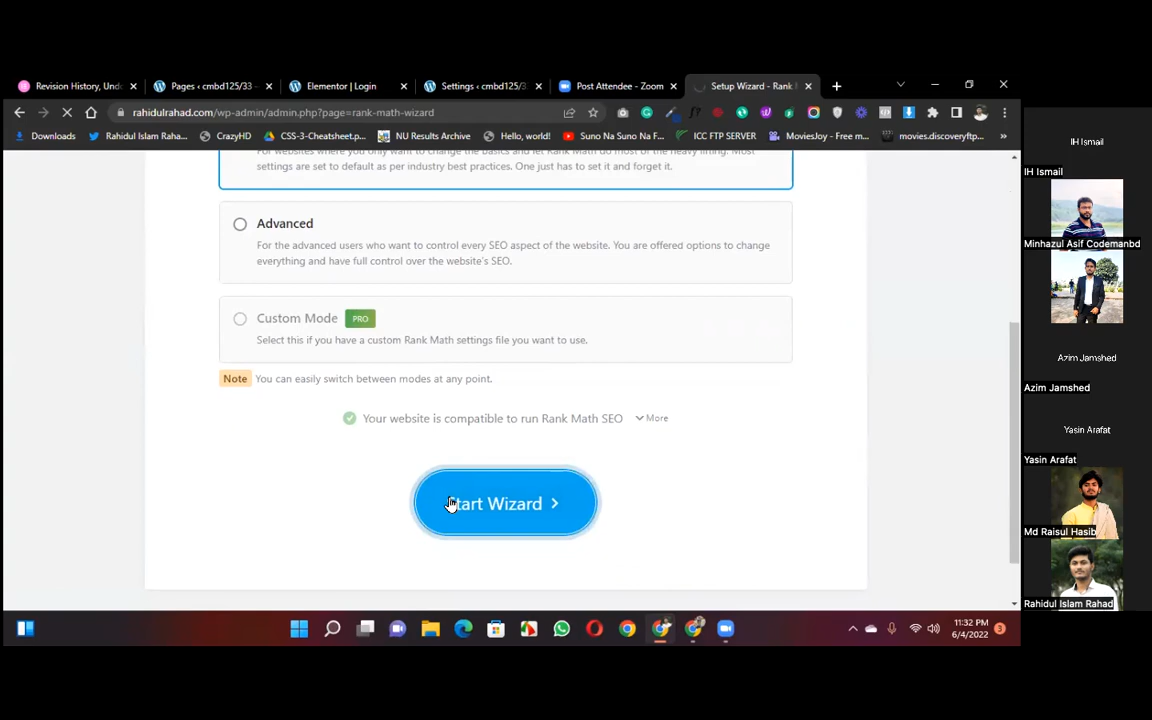 Revision History, Und
Pages ‹ cmbd125/33
Elementor | Login
Settings ‹ cmbd125/33
Post Attendee - Zoom
Setup Wizard - Rank
rahidulrahad.com/wp-admin/admin.php?page=rank-math-wizard
Downloads
Rahidul Islam Rahad...
CrazyHD
CSS-3-Cheatsheet.p...
NU Results Archive
Hello, world!
Suno Na Suno Na F...
ICC FTP SERVER
MoviesJoy - Free m...
movies.discoveryftp...
»
For websites where you only want to change the basics and let Rank Math do most of the heavy lifting. Most
settings are set to default as per industry best practices. One just has to set it and forget it.
Advanced
For the advanced users who want to control every SEO aspect of the website. You are offered options to change
everything and have full control over the website's SEO.
Custom Mode PRO
Select this if you have a custom Rank Math settings file you want to use.
Note You can easily switch between modes at any point.
Your website is compatible to run Rank Math SEO More
Start Wizard
IH Ismail
IH Ismail
Minhazul Asif Codemanbd
Azim Jamshed
Azim Jamshed
Yasin Arafat
Yasin Arafat
Md Raisul Hasib
Rahidul Islam Rahad
11:32 PM
6/4/2022
3